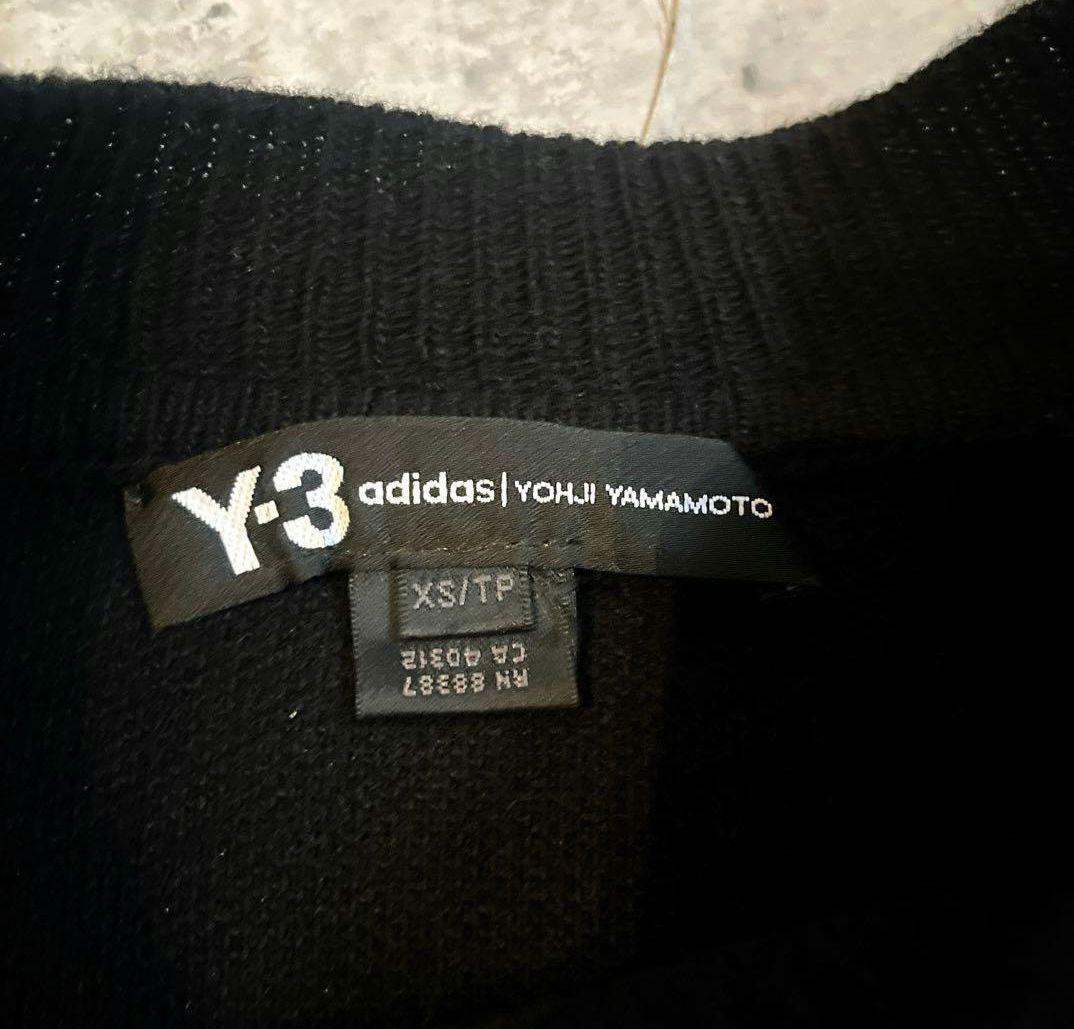 Y-3 adidas | YOHJI YAMAMOTO
XS/TP
RN 88387
CA 40312